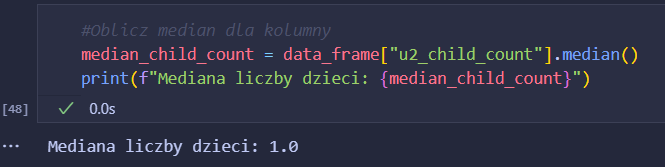 #Oblicz median dla kolumny
median_child_count = data_frame["u2_child_count"].median()
print(f"Mediana liczby dzieci: {median_child_count}")
[48]
0.0s
Mediana liczby dzieci: 1.0